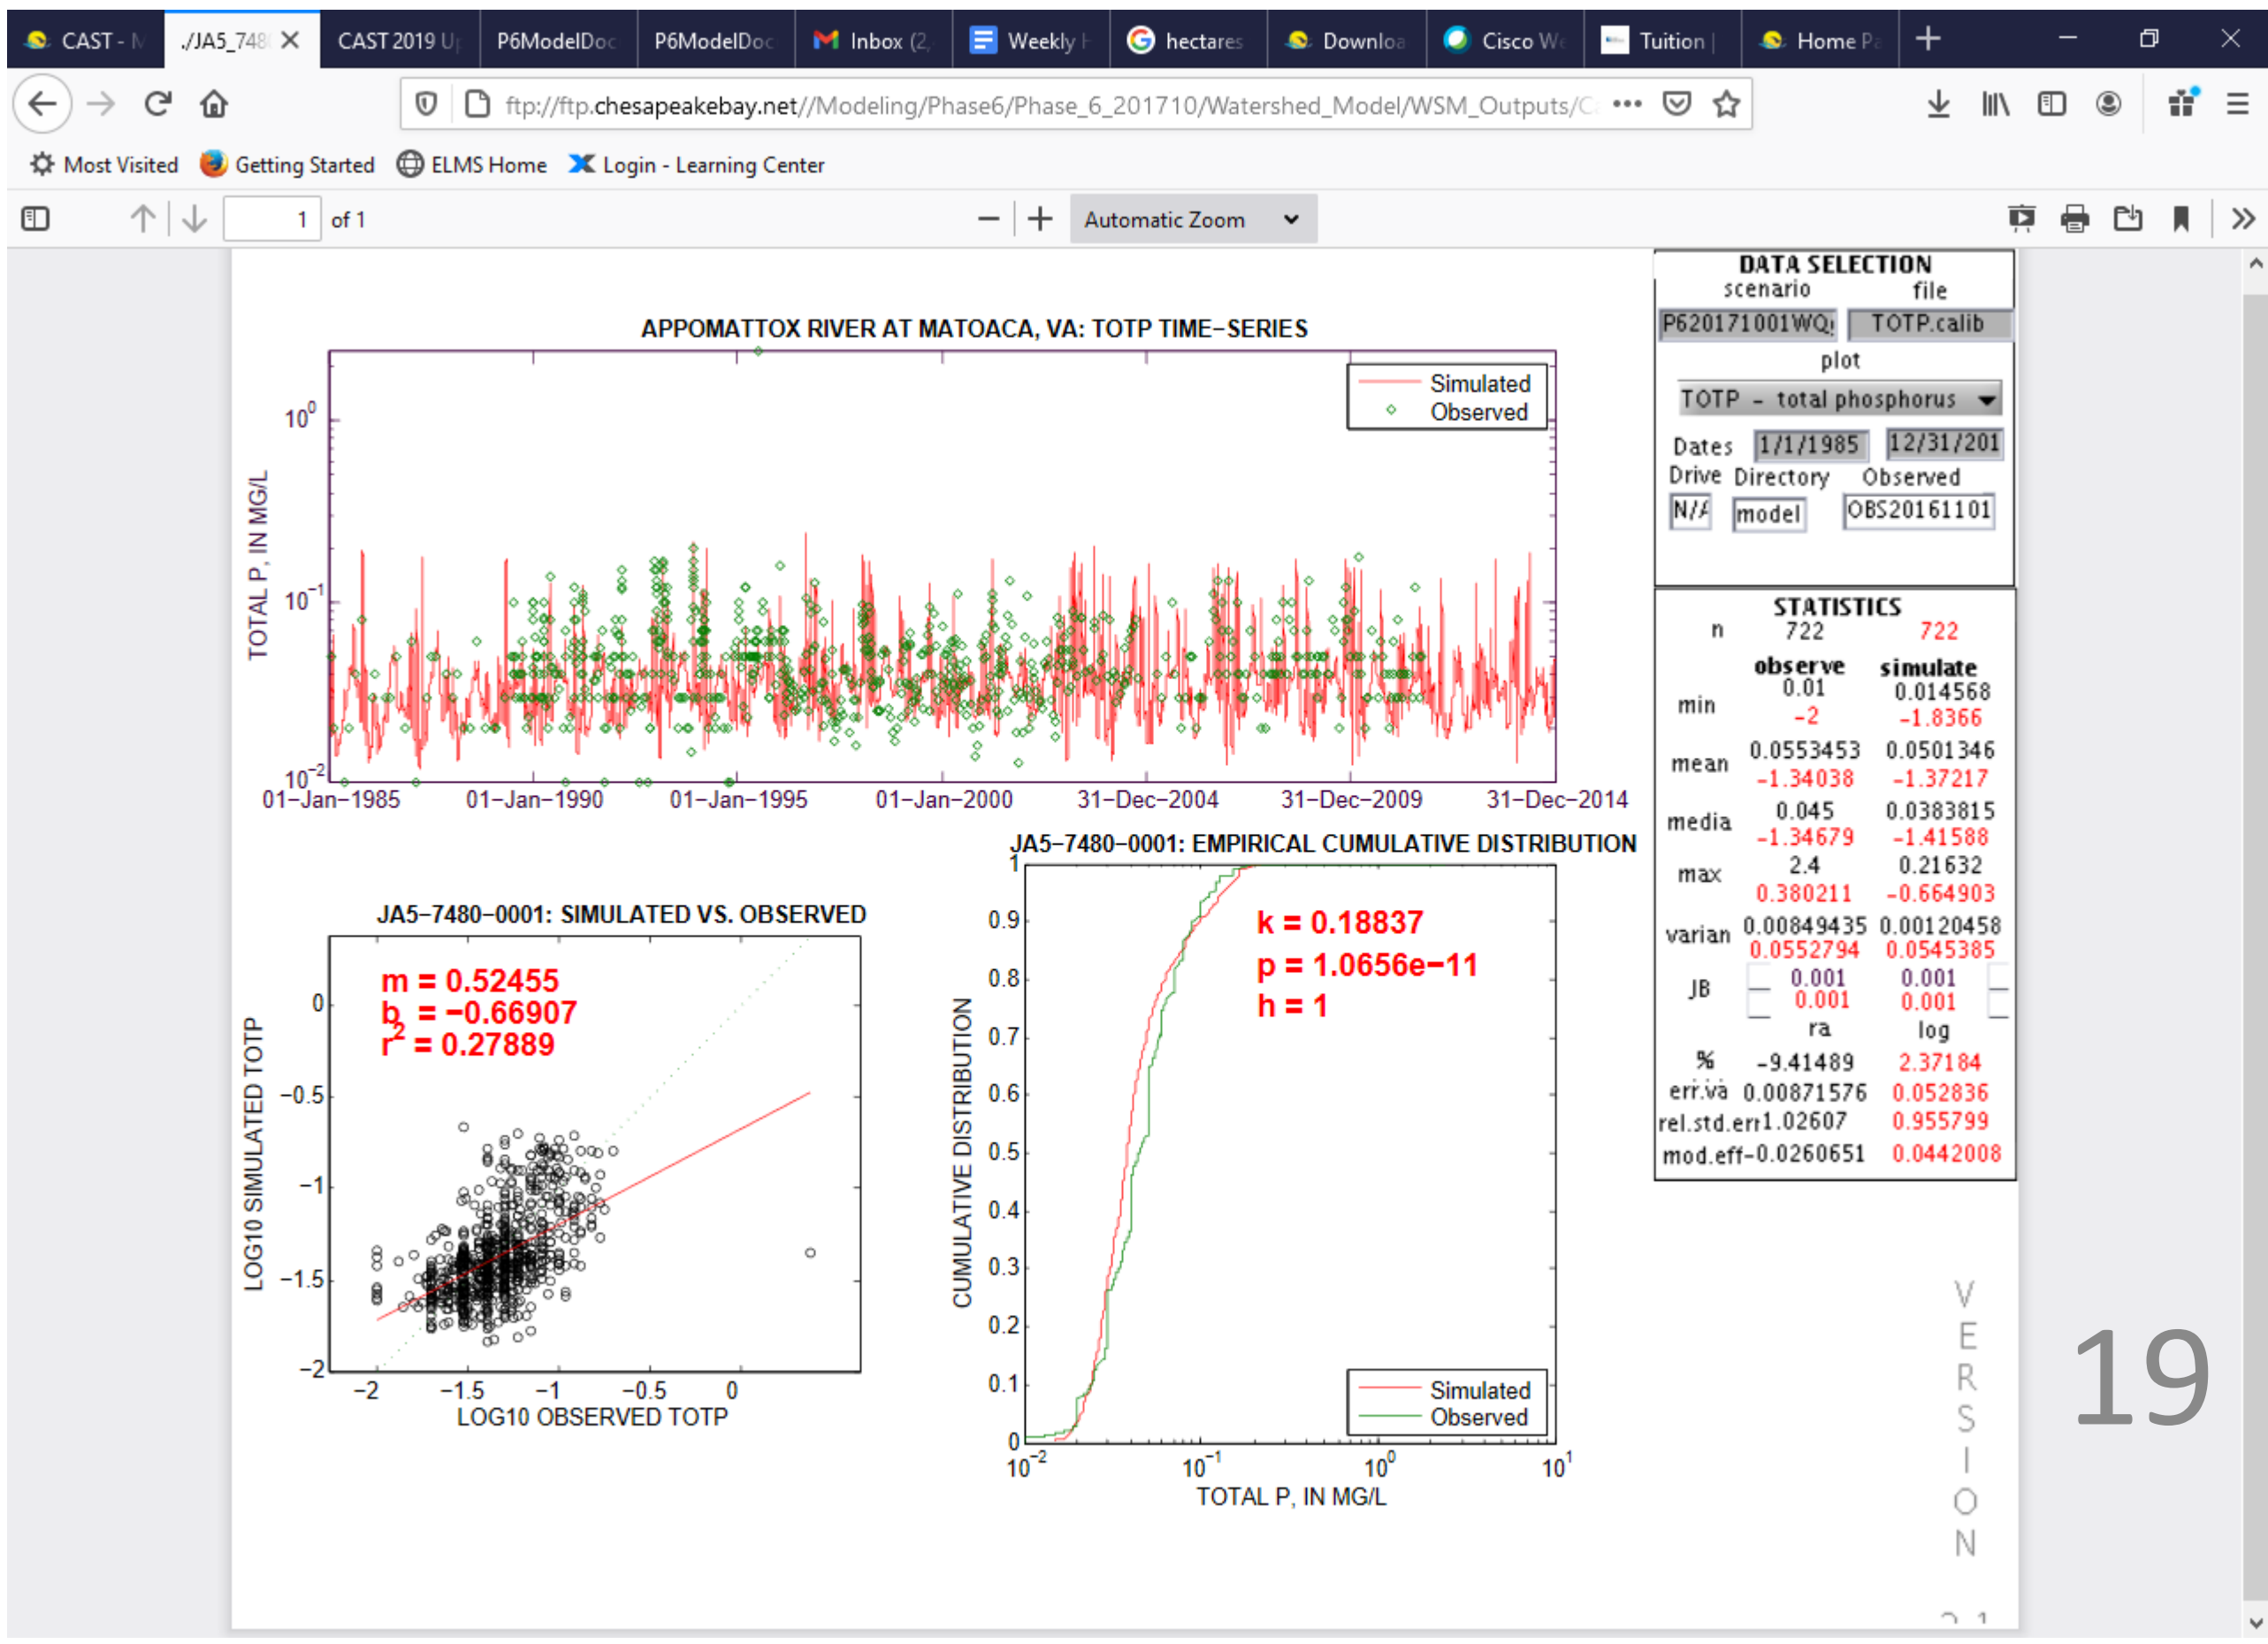 CAST - M
./JA5_748
CAST 2019 U
P6ModelDoc
P6ModelDoc
Inbox (2,
Weekly H
hectares
Downloa
Cisco We
Tuition |
Home Pa
ftp://ftp.chesapeakebay.net//Modeling/Phase6/Phase_6_201710/Watershed_Model/WSM_Outputs/C
Most Visited
Getting Started
ELMS Home
Login - Learning Center
1 of 1
Automatic Zoom
APPOMATTOX RIVER AT MATOACA, VA: TOTP TIME-SERIES
TOTAL P, IN MG/L
10^0
10^-1
10^-2
Simulated
Observed
01-Jan-1985 01-Jan-1990 01-Jan-1995 01-Jan-2000 31-Dec-2004 31-Dec-2009 31-Dec-2014
JA5-7480-0001: SIMULATED VS. OBSERVED
m = 0.52455
b = -0.66907
r^2 = 0.27889
LOG10 SIMULATED TOTP
0
-0.5
-1
-1.5
-2
-2 -1.5 -1 -0.5 0
LOG10 OBSERVED TOTP
JA5-7480-0001: EMPIRICAL CUMULATIVE DISTRIBUTION
k = 0.18837
p = 1.0656e-11
h = 1
CUMULATIVE DISTRIBUTION
1
0.9
0.8
0.7
0.6
0.5
0.4
0.3
0.2
0.1
0
Simulated
Observed
10^-2 10^-1 10^0 10^1
TOTAL P, IN MG/L
DATA SELECTION
scenario file
P620171001WQ TOTP.calib
plot
TOTP - total phosphorus
Dates 1/1/1985 12/31/201
Drive Directory Observed
N/A model OBS20161101
STATISTICS
n 722 722
observe simulate
min 0.01 0.014568
-2 -1.8366
mean 0.0553453 0.0501346
-1.34038 -1.37217
media 0.045 0.0383815
-1.34679 -1.41588
max 2.4 0.21632
0.380211 -0.664903
varian 0.00849435 0.00120458
0.0552794 0.0545385
JB 0.001 0.001
0.001 0.001
ra log
% -9.41489 2.37184
err.va 0.00871576 0.052836
rel.std.err 1.02607 0.955799
mod.eff -0.0260651 0.0442008
VERSION
19